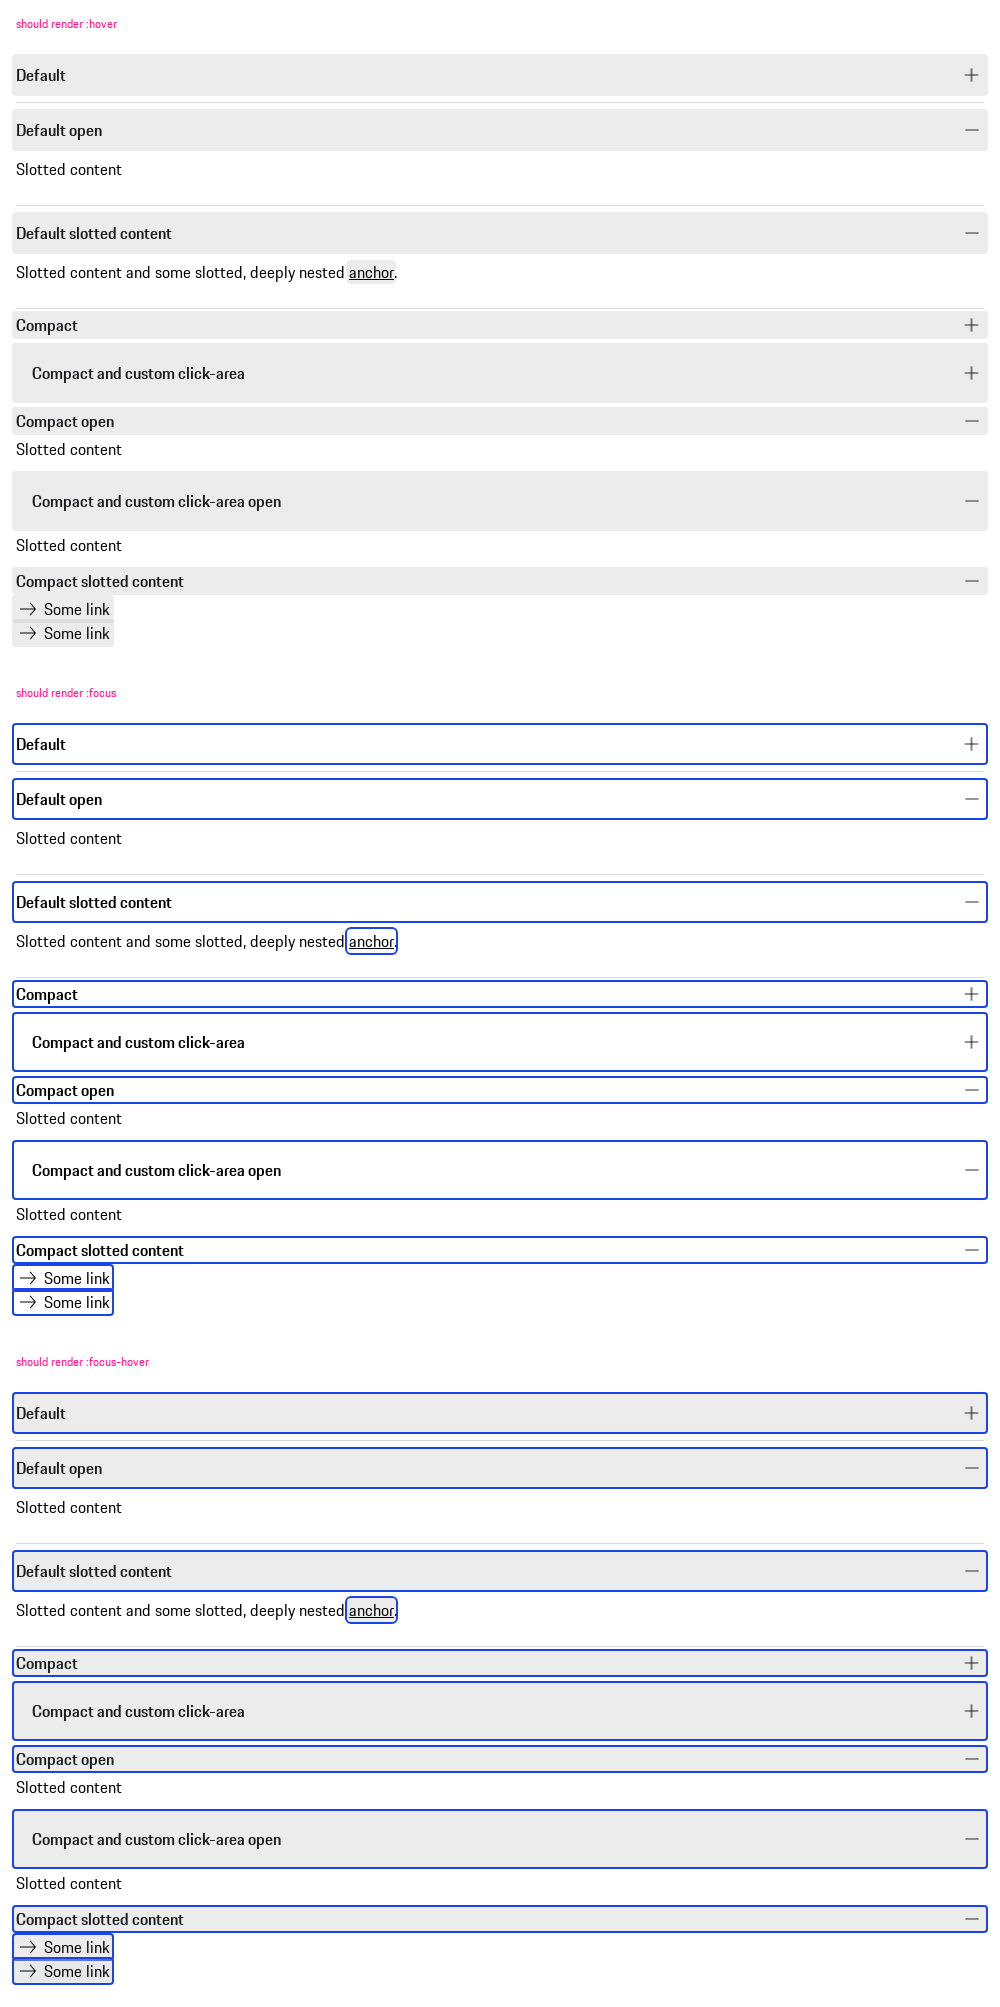 should render :hover
Default
Default open
Slotted content
Default slotted content
Slotted content and some slotted, deeply nested anchor.
Compact
Compact and custom click-area
Compact open
Slotted content
Compact and custom click-area open
Slotted content
Compact slotted content
Some link
Some link
should render :focus
Default
Default open
Slotted content
Default slotted content
Slotted content and some slotted, deeply nested anchor.
Compact
Compact and custom click-area
Compact open
Slotted content
Compact and custom click-area open
Slotted content
Compact slotted content
Some link
Some link
should render :focus-hover
Default
Default open
Slotted content
Default slotted content
Slotted content and some slotted, deeply nested anchor.
Compact
Compact and custom click-area
Compact open
Slotted content
Compact and custom click-area open
Slotted content
Compact slotted content
Some link
Some link